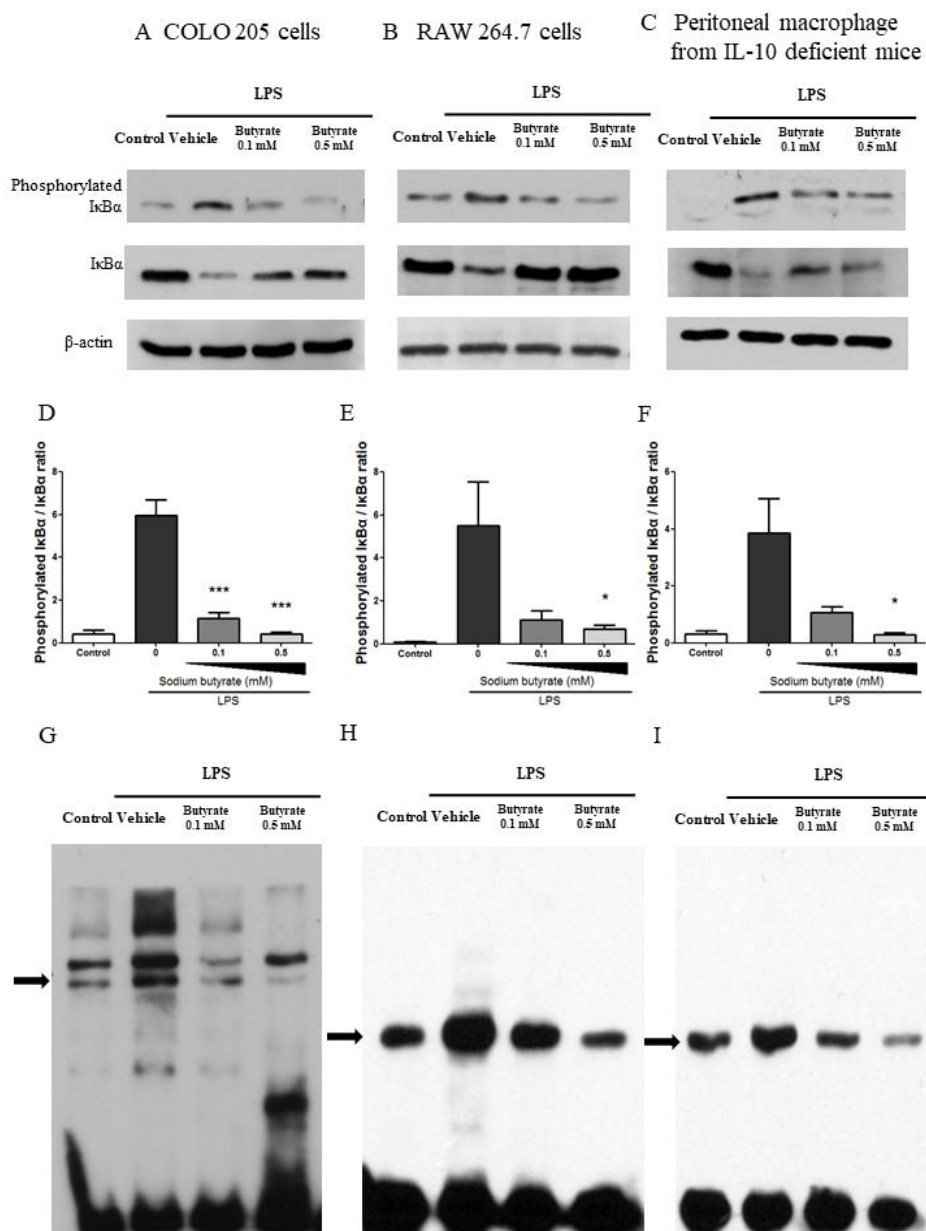 A COLO 205 cells
B RAW 264.7 cells
C Peritoneal macrophage
from IL-10 deficient mice
LPS
LPS
LPS
Control Vehicle Butyrate 0.1 mM Butyrate 0.5 mM
Control Vehicle Butyrate 0.1 mM Butyrate 0.5 mM
Control Vehicle Butyrate 0.1 mM Butyrate 0.5 mM
Phosphorylated
IκBα
IκBα
β-actin
D
E
F
Phosphorylated IκBα / IκBα ratio
8
6
4
2
0
***
***
Control 0 0.1 0.5
Sodium butyrate (mM)
LPS
Phosphorylated IκBα / IκBα ratio
8
6
4
2
0
*
Control 0 0.1 0.5
Sodium butyrate (mM)
LPS
Phosphorylated IκBα / IκBα ratio
6
4
2
0
*
Control 0 0.1 0.5
Sodium butyrate (mM)
LPS
G
H
I
LPS
LPS
LPS
Control Vehicle Butyrate 0.1 mM Butyrate 0.5 mM
Control Vehicle Butyrate 0.1 mM Butyrate 0.5 mM
Control Vehicle Butyrate 0.1 mM Butyrate 0.5 mM